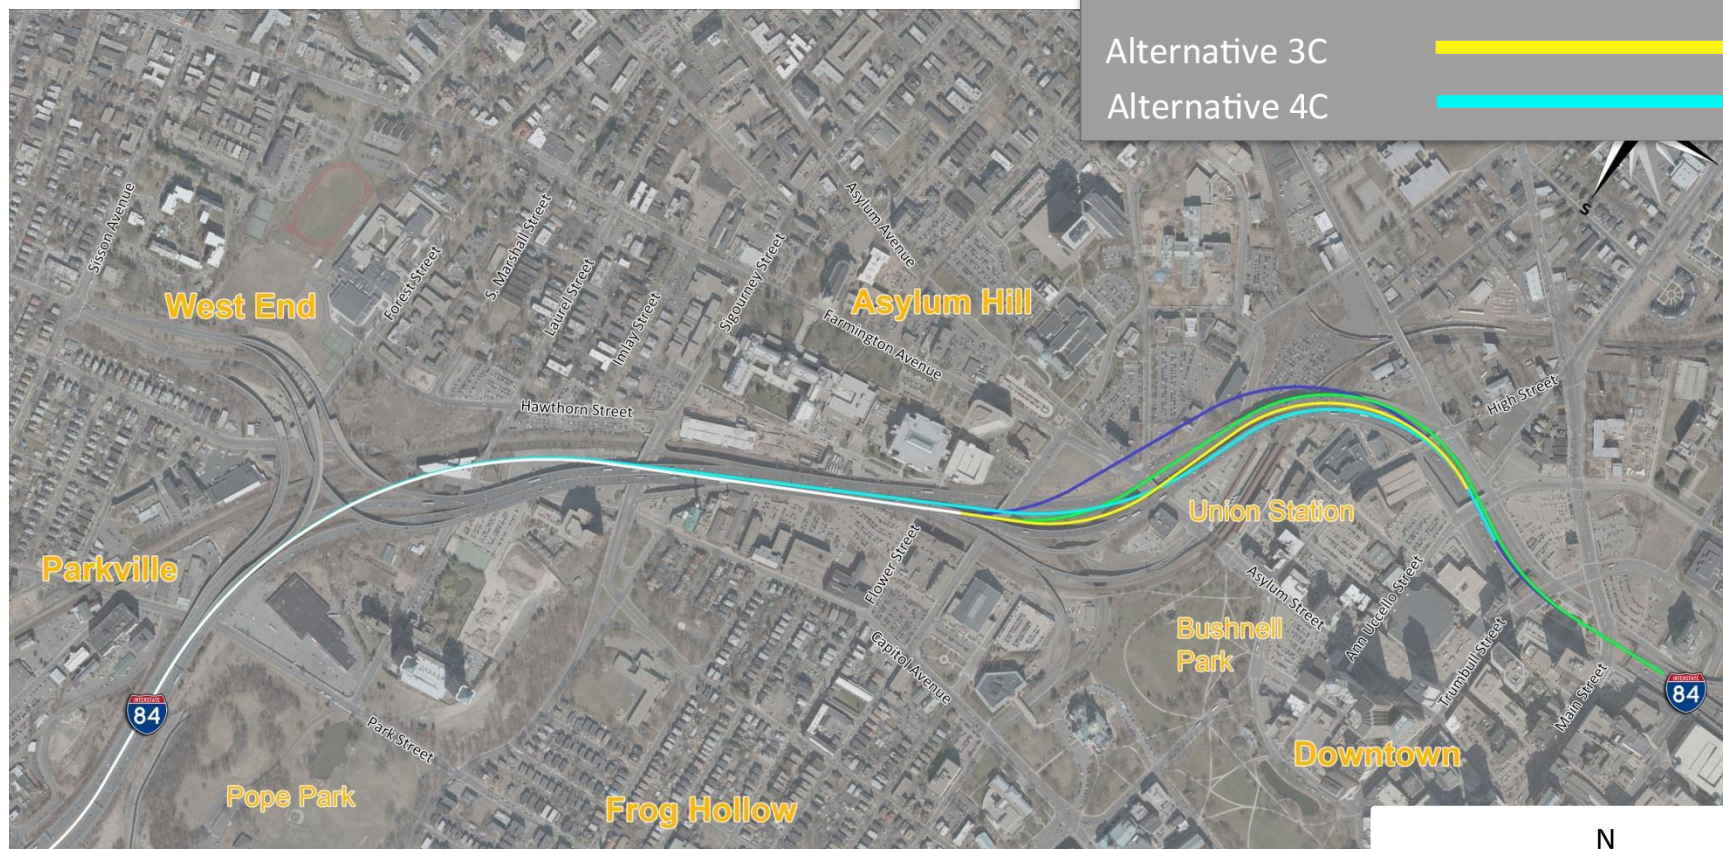 Alternative 3C
Alternative 4C
S
Sisson Avenue
West End
Forest Street
S. Marshall Street
Laurel Street
Imlay Street
Sigourney Street
Asylum Avenue
Asylum Hill
Farmington Avenue
Hawthorn Street
High Street
Union Station
Parkville
Flower Street
Asylum Street
Ann Uccello Street
Bushnell
Park
Capitol Avenue
Trumbull Street
Main Street
INTERSTATE
84
INTERSTATE
84
Park Street
Downtown
Pope Park
Frog Hollow
N